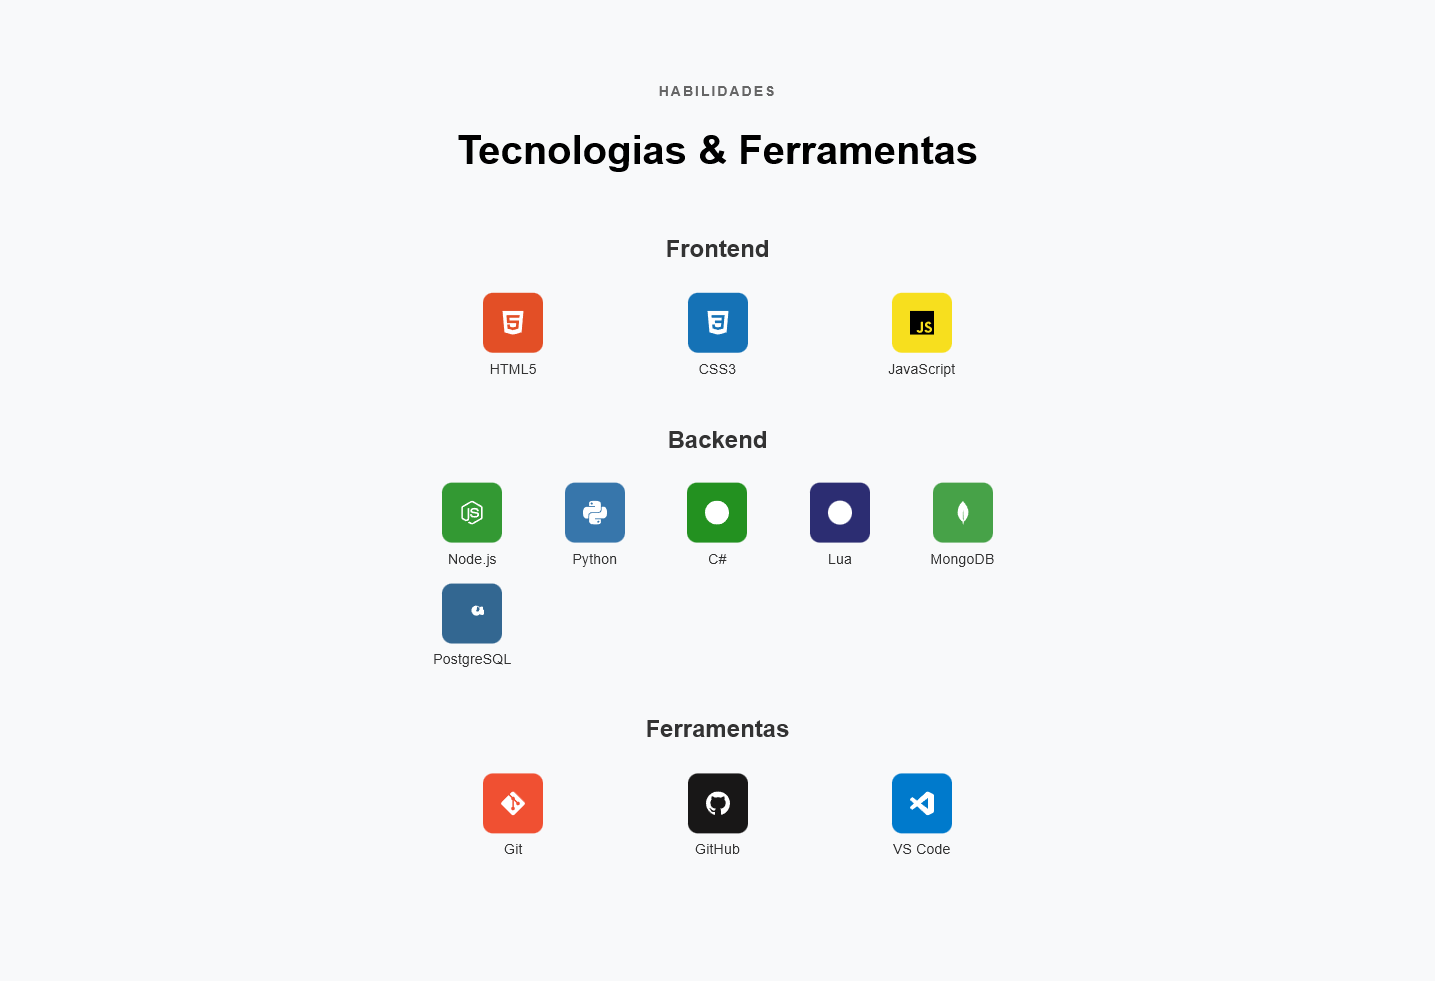 HABILIDADES
Tecnologias & Ferramentas
Frontend
JS
HTML5 CSS3 JavaScript
Backend
JS
Node.js Python C# Lua MongoDB
PostgreSQL
Ferramentas
Git GitHub VS Code